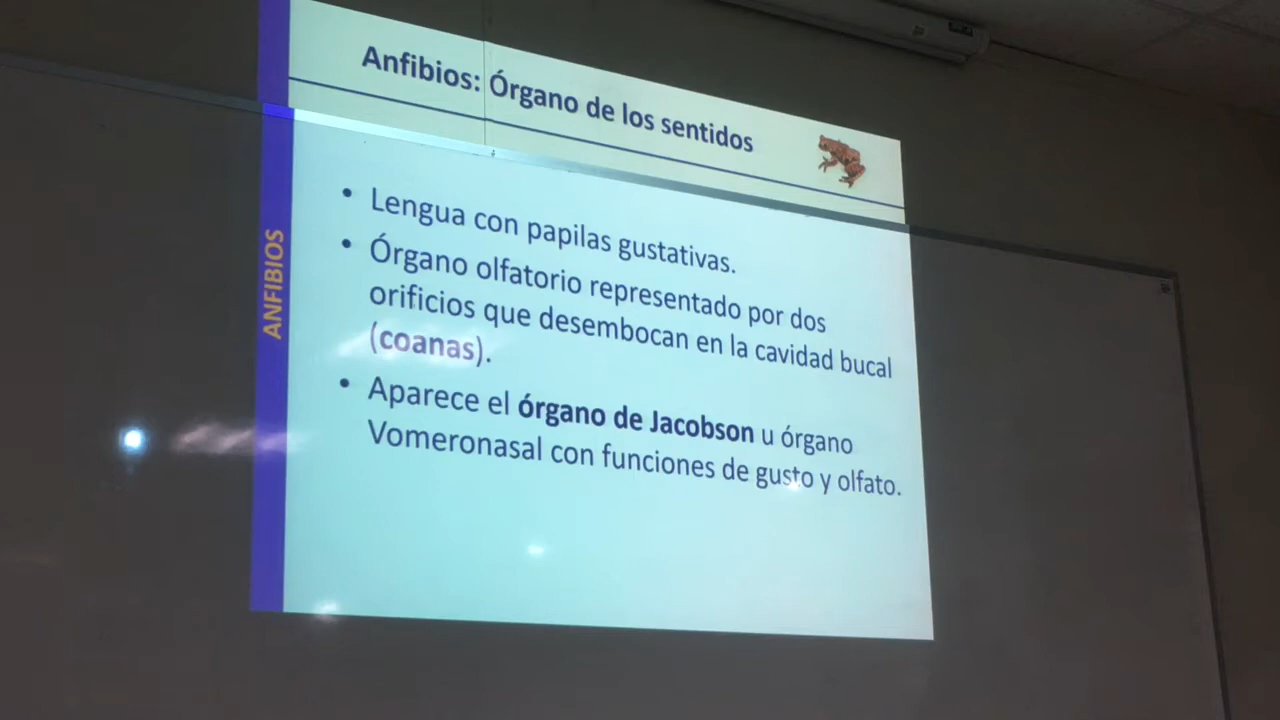 Anfibios: Órgano de los sentidos
ANFIBIOS
• Lengua con papilas gustativas.
• Órgano olfatorio representado por dos
orificios que desembocan en la cavidad bucal
(coanas).
• Aparece el órgano de Jacobson u órgano
Vomeronasal con funciones de gusto y olfato.